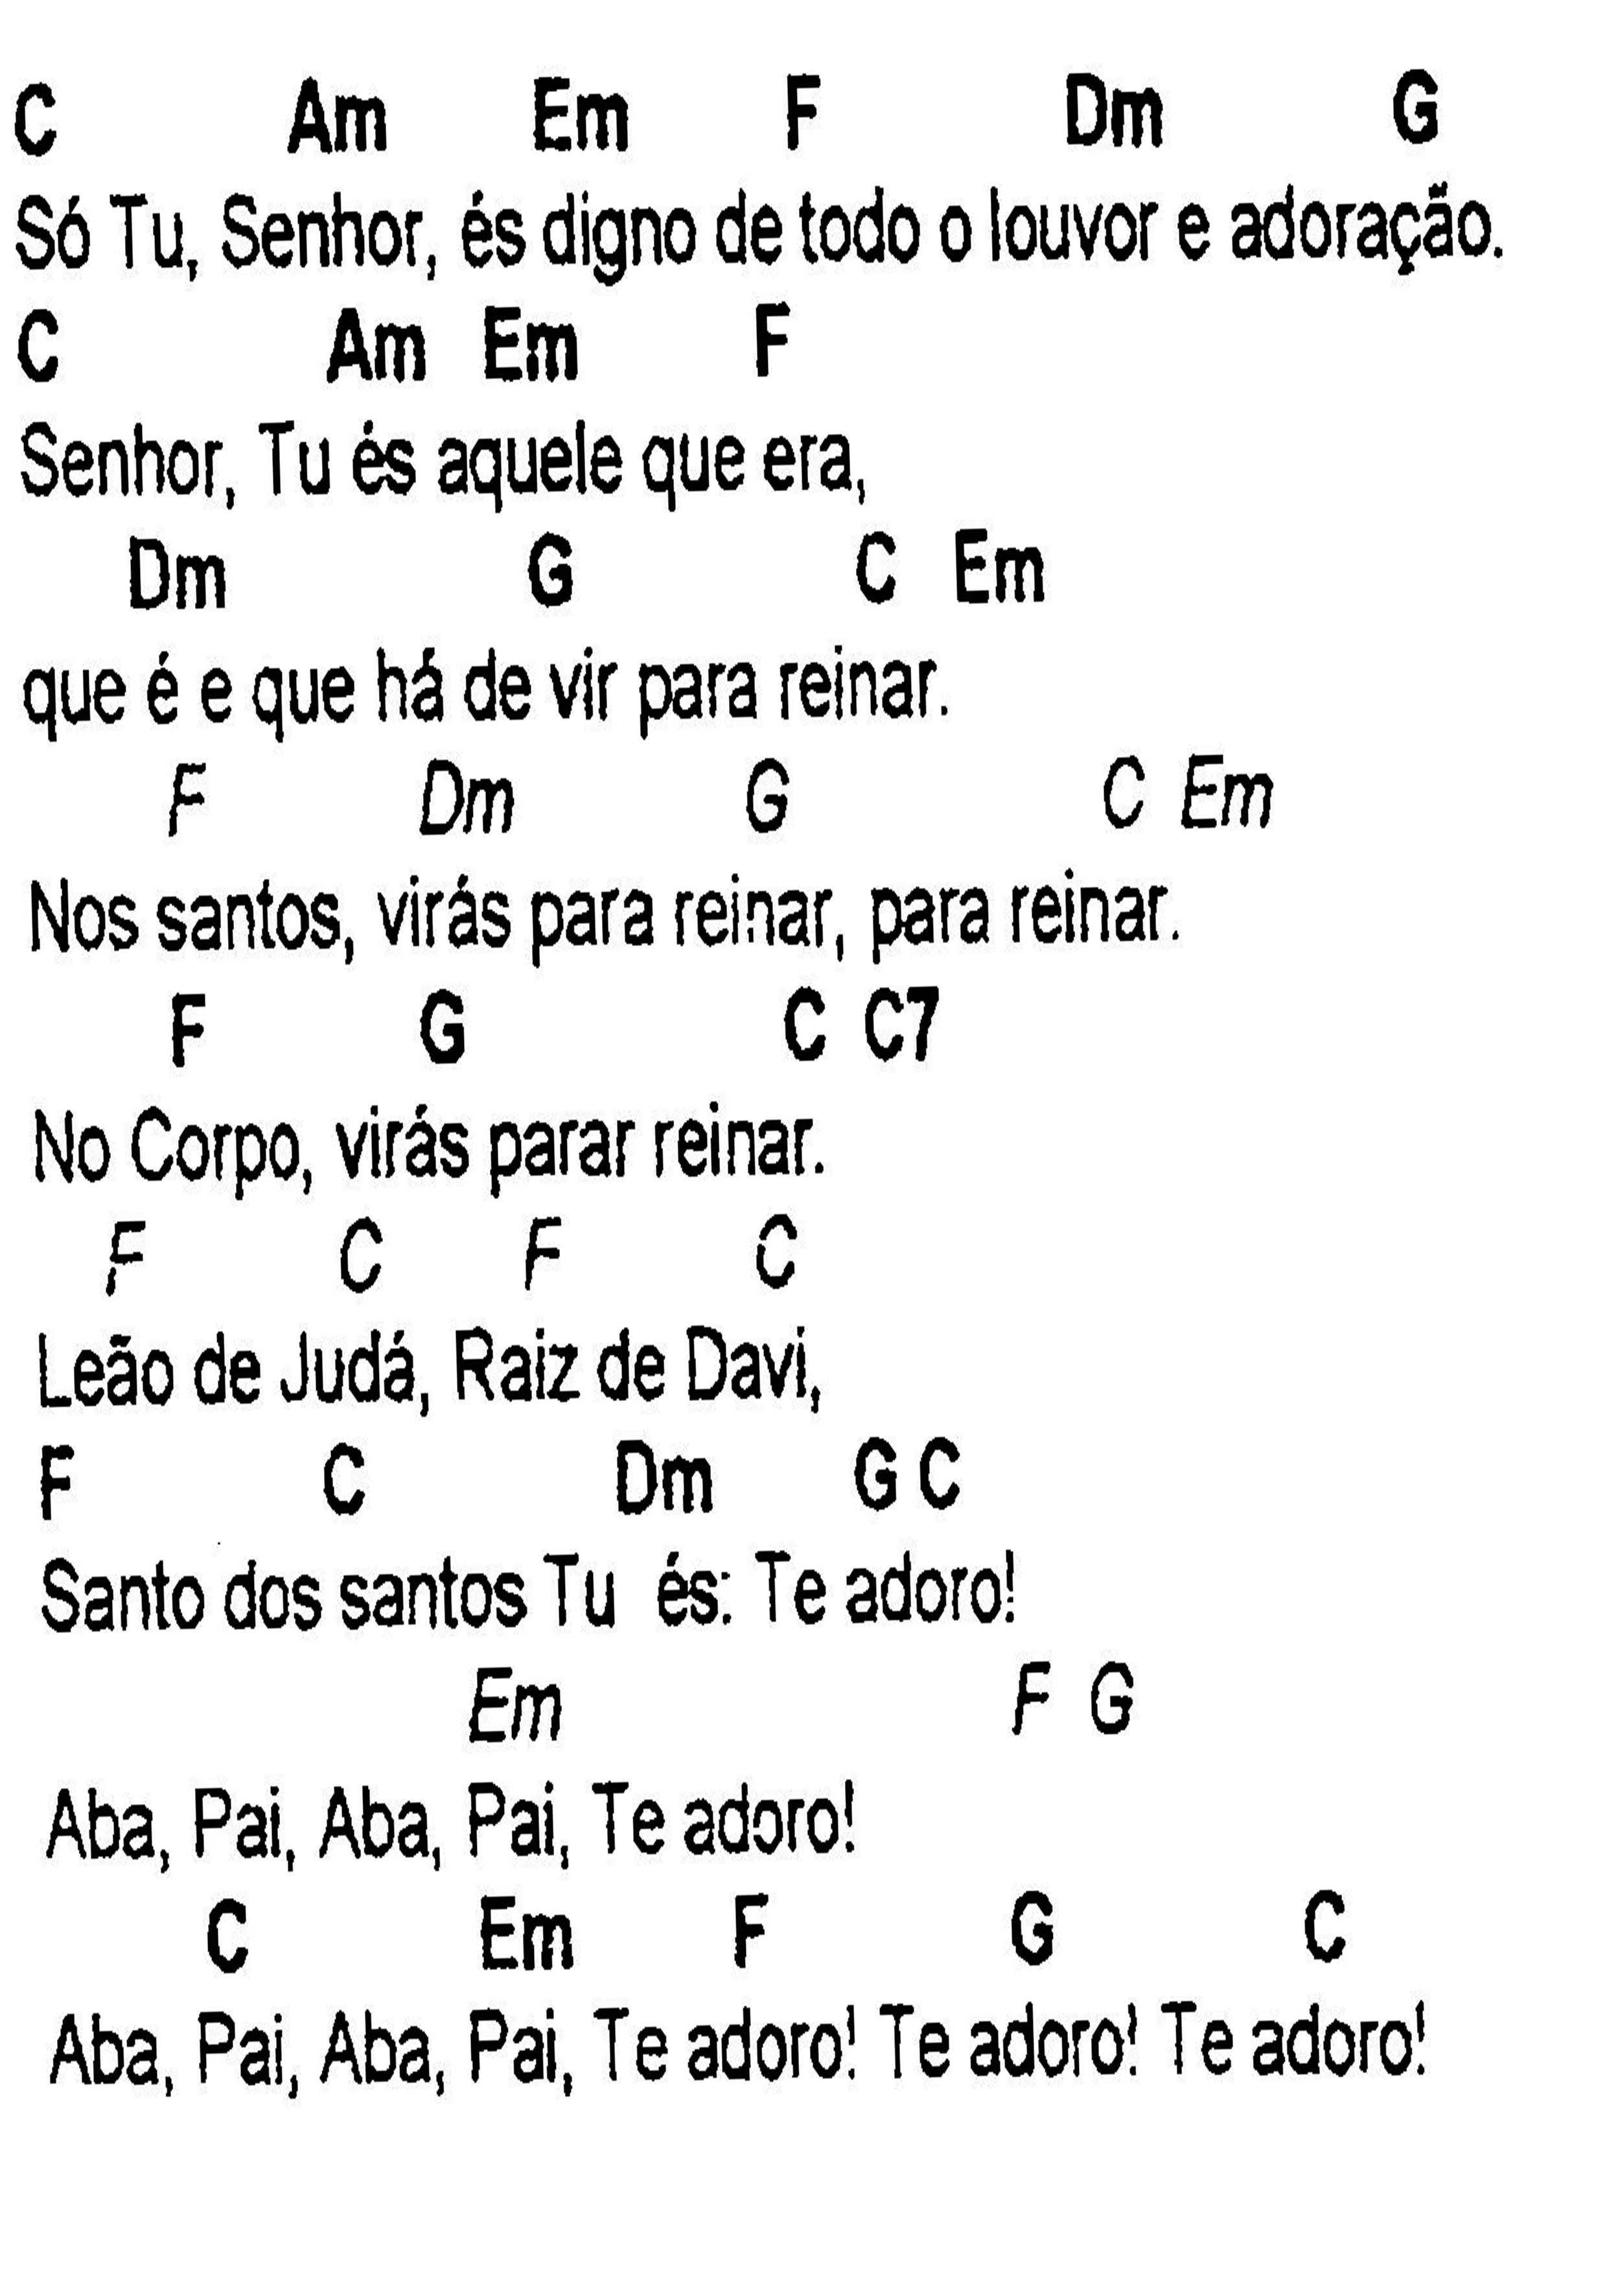 C Am Em F Dm G
Só Tu, Senhor, és digno de todo o louvor e adoração.
C Am Em F
Senhor, Tu és aquele que era,
Dm G C Em
que é e que há de vir para reinar.
F Dm G C Em
Nos santos, virás para reinar, para reinar.
F G C C7
No Corpo, virás parar reinar.
F C F C
Leão de Judá, Raiz de Davi,
F C Dm G C
Santo dos santos Tu és: Te adoro!
Em F G
Aba, Pai, Aba, Pai, Te adoro!
C Em F G C
Aba, Pai, Aba, Pai, Te adoro! Te adoro! Te adoro!